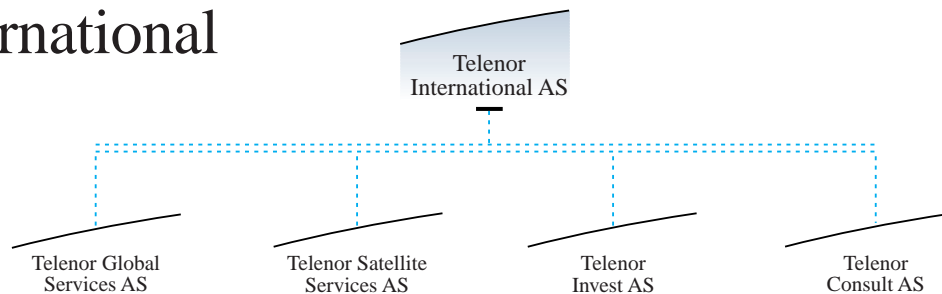 rnational
Telenor
International AS
Telenor Global
Services AS
Telenor Satellite
Services AS
Telenor
Invest AS
Telenor
Consult AS